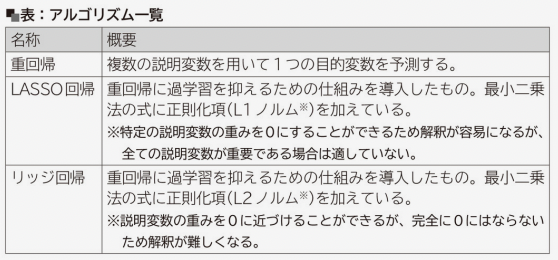 表：アルゴリズム一覧
名称 概要
重回帰 複数の説明変数を用いて1つの目的変数を予測する。
LASSO回帰 重回帰に過学習を抑えるための仕組みを導入したもの。最小二乗
法の式に正則化項(L1ノルム※)を加えている。
※特定の説明変数の重みを0にすることができるため解釈が容易になるが、
全ての説明変数が重要である場合は適していない。
リッジ回帰 重回帰に過学習を抑えるための仕組みを導入したもの。最小二乗
法の式に正則化項(L2ノルム※)を加えている。
※説明変数の重みを0に近づけることができるが、完全に0にはならない
ため解釈が難しくなる。